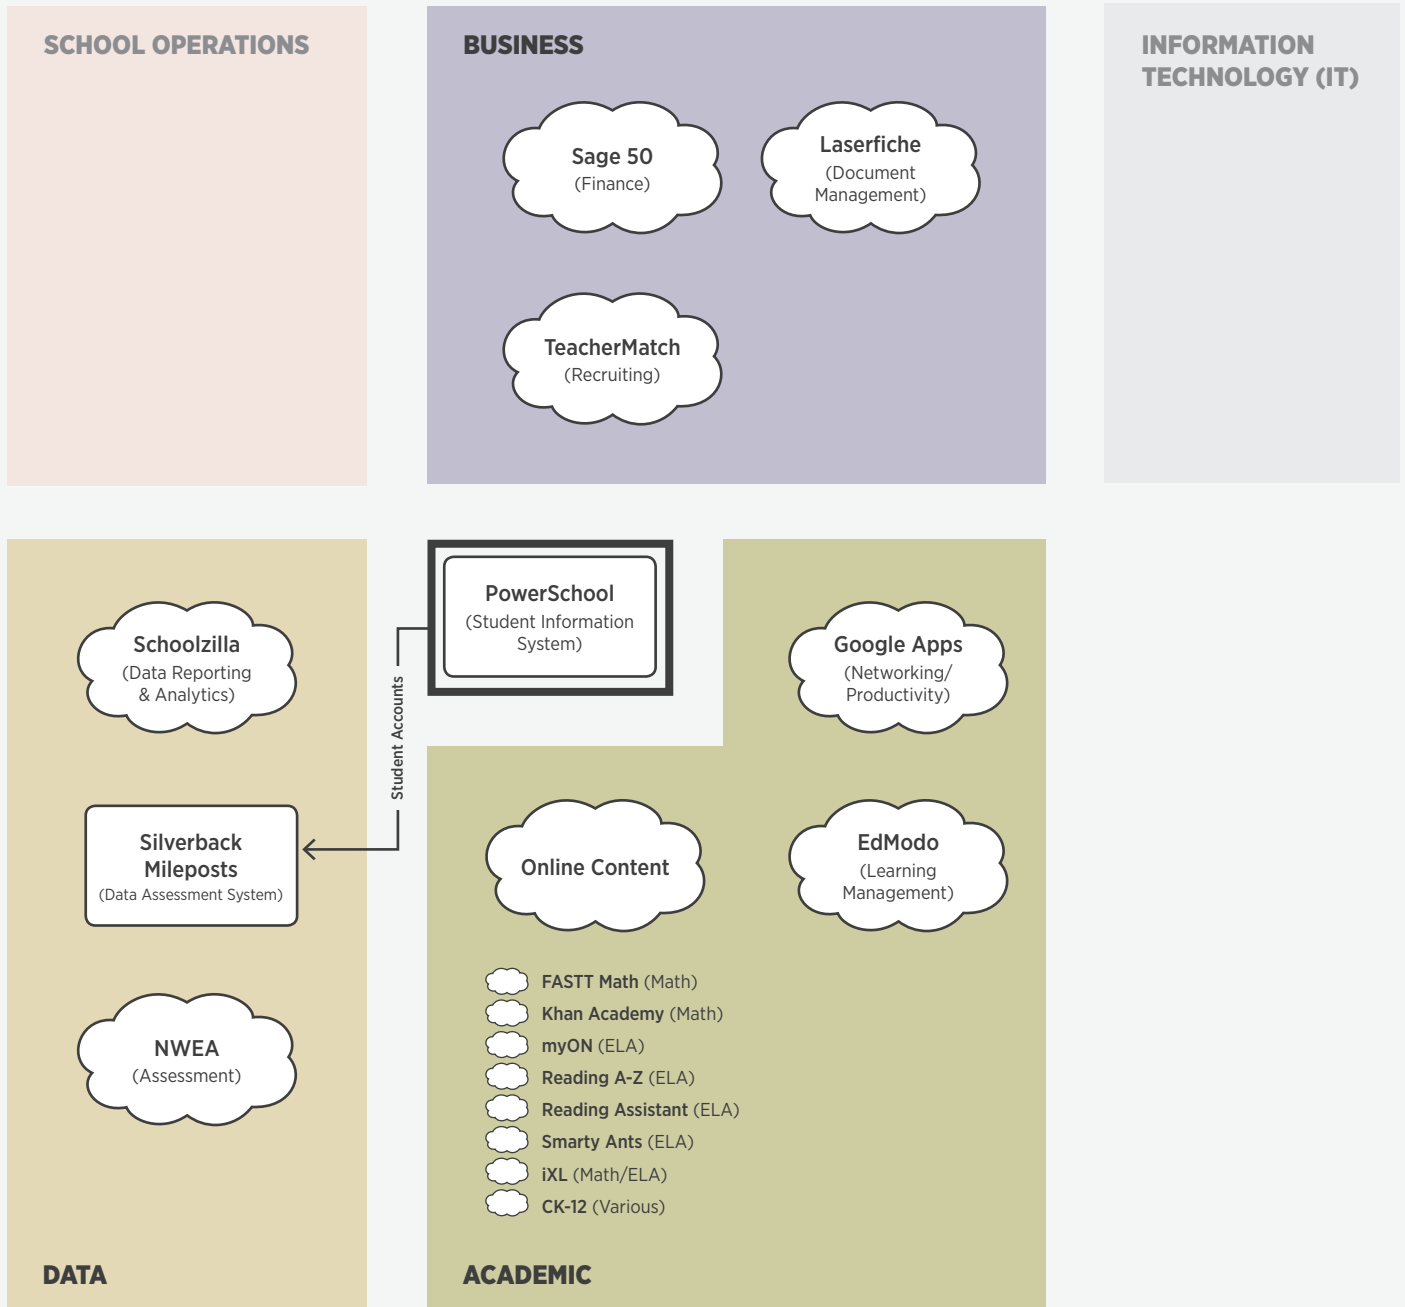 SCHOOL OPERATIONS
BUSINESS
INFORMATION
TECHNOLOGY (IT)
Sage 50
(Finance)
Laserfiche
(Document
Management)
TeacherMatch
(Recruiting)
PowerSchool
(Student Information
System)
Schoolzilla
(Data Reporting
& Analytics)
Google Apps
(Networking/
Productivity)
Student Accounts
Silverback
Mileposts
(Data Assessment System)
Online Content
EdModo
(Learning
Management)
NWEA
(Assessment)
FASTT Math (Math)
Khan Academy (Math)
myON (ELA)
Reading A-Z (ELA)
Reading Assistant (ELA)
Smarty Ants (ELA)
iXL (Math/ELA)
CK-12 (Various)
DATA
ACADEMIC